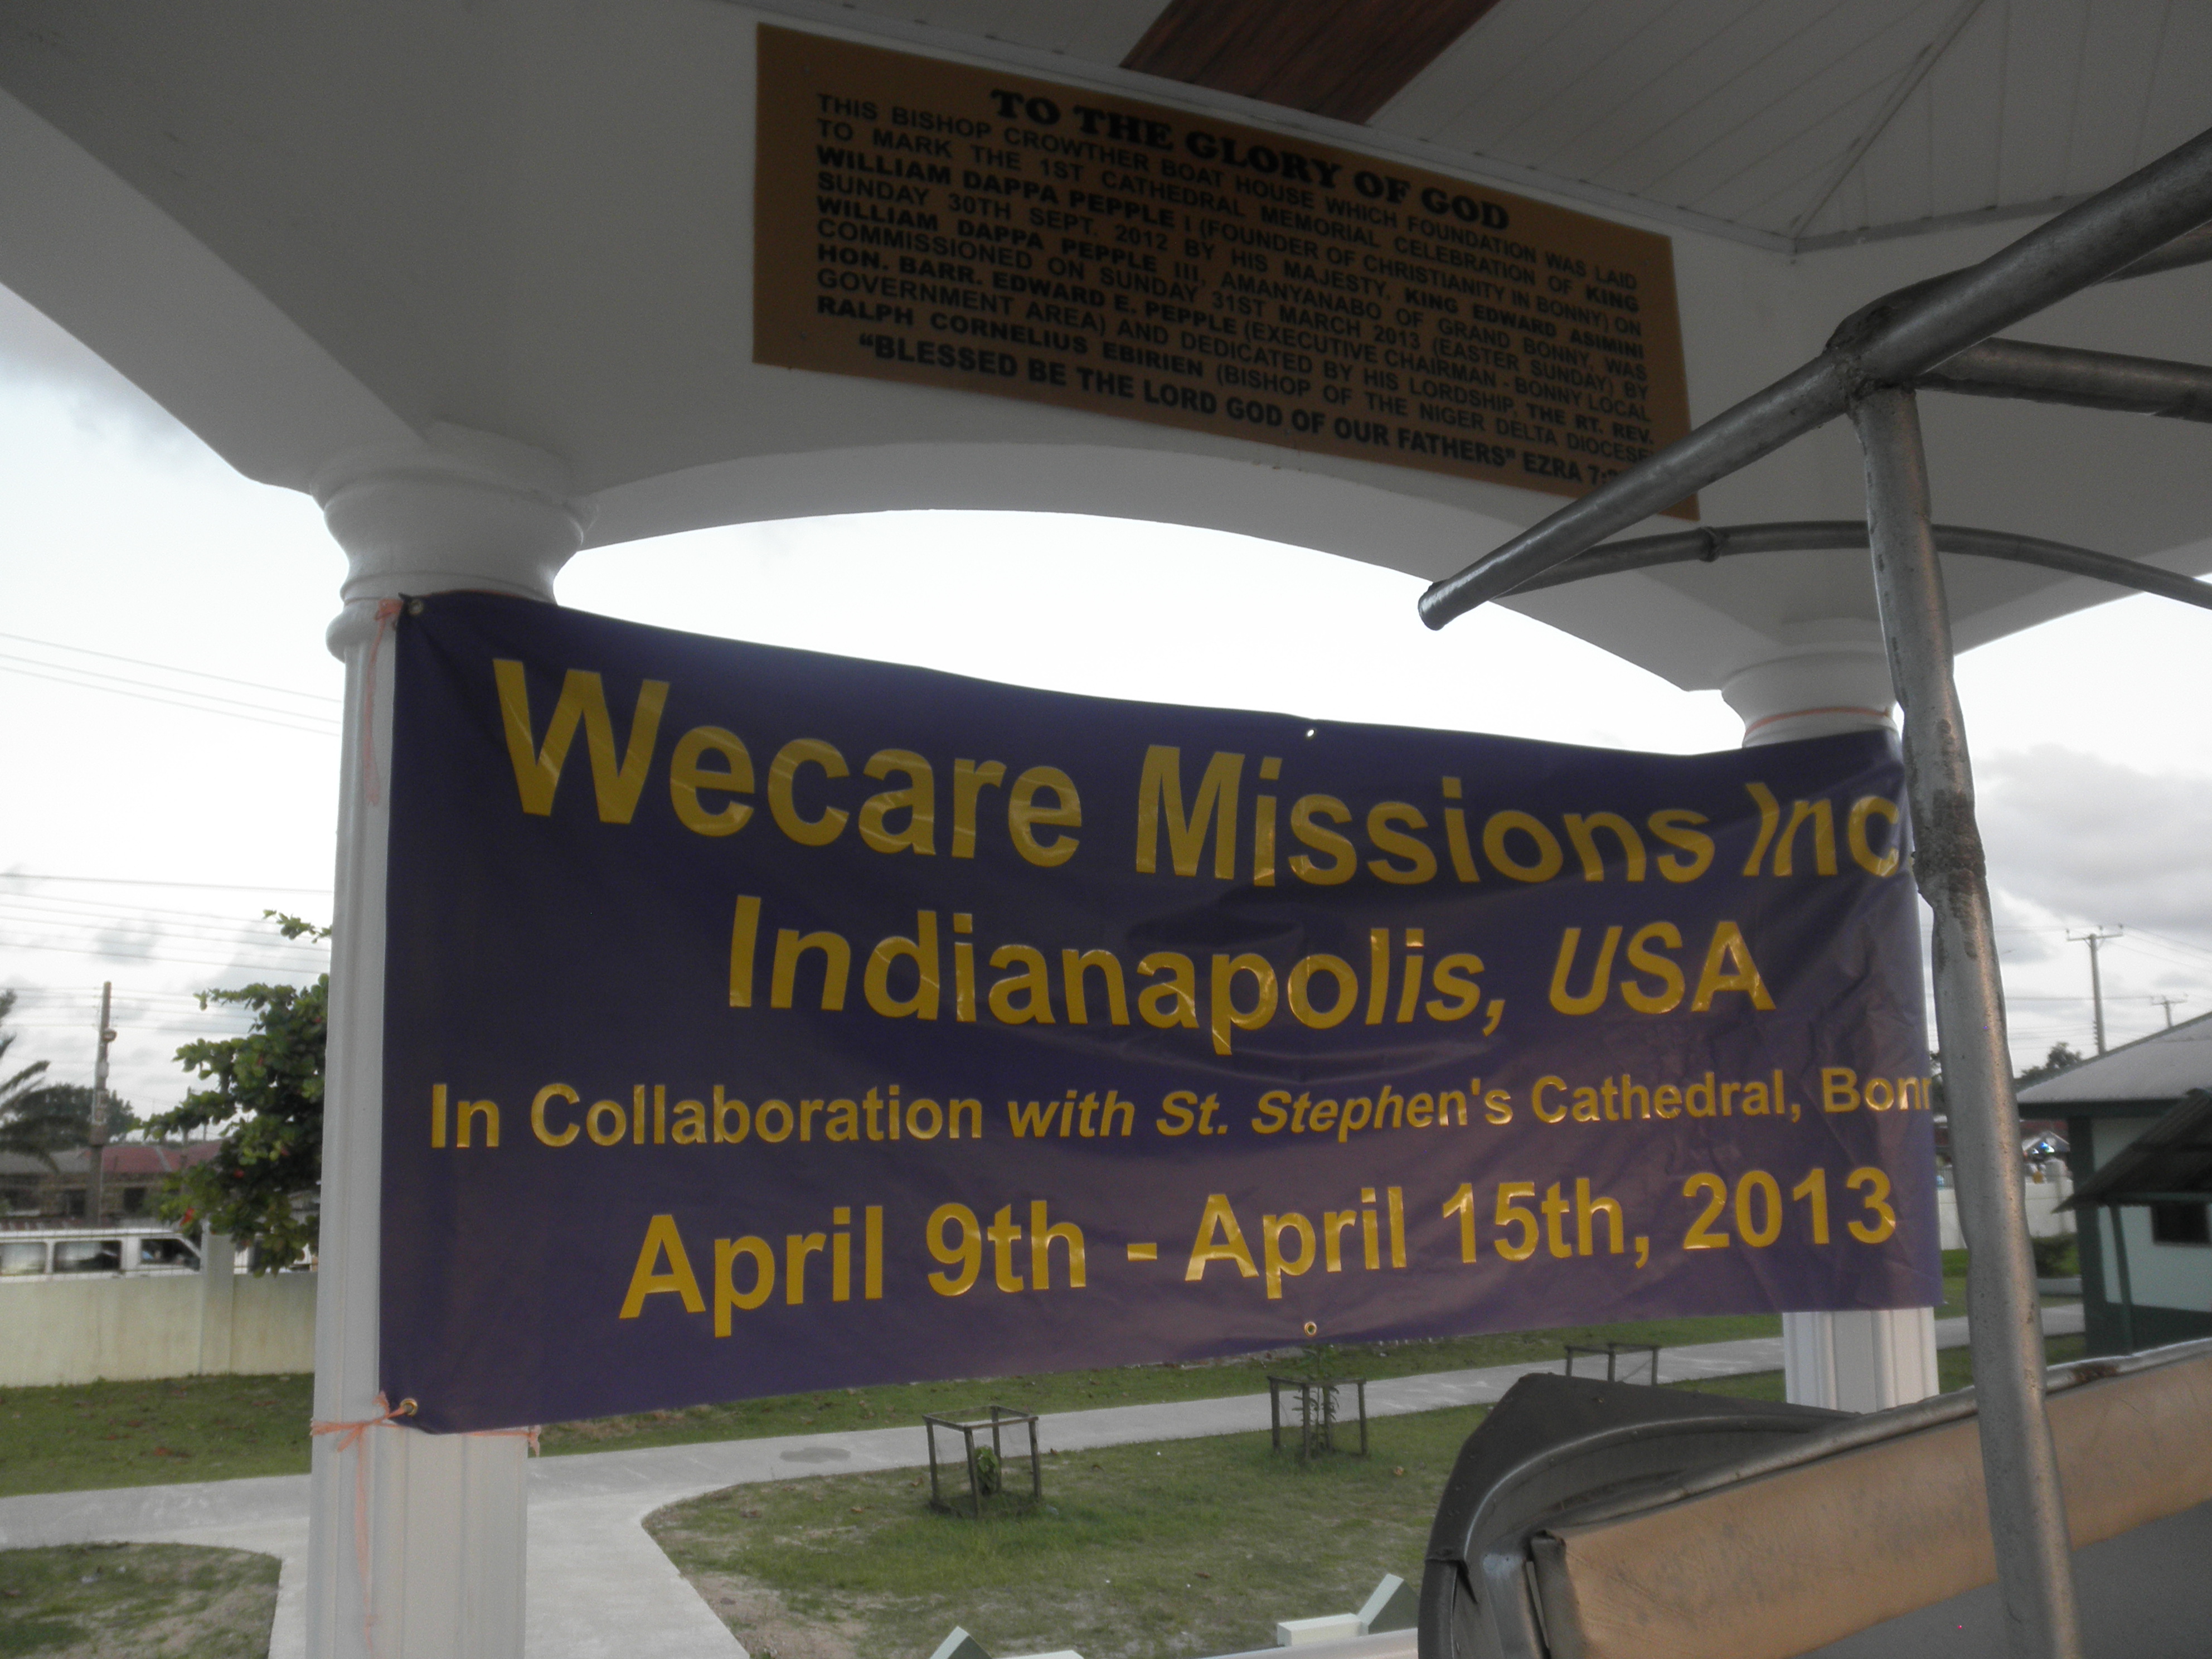 TO THE GLORY OF GOD
THIS BISHOP CROWTHER BOAT HOUSE WHICH FOUNDATION WAS LAID
TO MARK THE 1ST CATHEDRAL MEMORIAL CELEBRATION OF KING
WILLIAM DAPPA PEPPLE I (FOUNDER OF CHRISTIANITY IN BONNY) ON
SUNDAY 30TH SEPT. 2012 BY HIS MAJESTY, KING EDWARD ASIMINI
WILLIAM DAPPA PEPPLE III, AMANYANABO OF GRAND BONNY, WAS
COMMISSIONED ON SUNDAY 31ST MARCH 2013 (EASTER SUNDAY) BY
HON. BARR. EDWARD E. PEPPLE (EXECUTIVE CHAIRMAN - BONNY LOCAL
GOVERNMENT AREA) AND DEDICATED BY HIS LORDSHIP, THE RT. REV.
RALPH CORNELIUS EBIRIEN (BISHOP OF THE NIGER DELTA DIOCESE
"BLESSED BE THE LORD GOD OF OUR FATHERS" EZRA
Wecare Missions Inc
Indianapolis, USA
In Collaboration with St. Stephen's Cathedral,
April 9th - April 15th, 2013